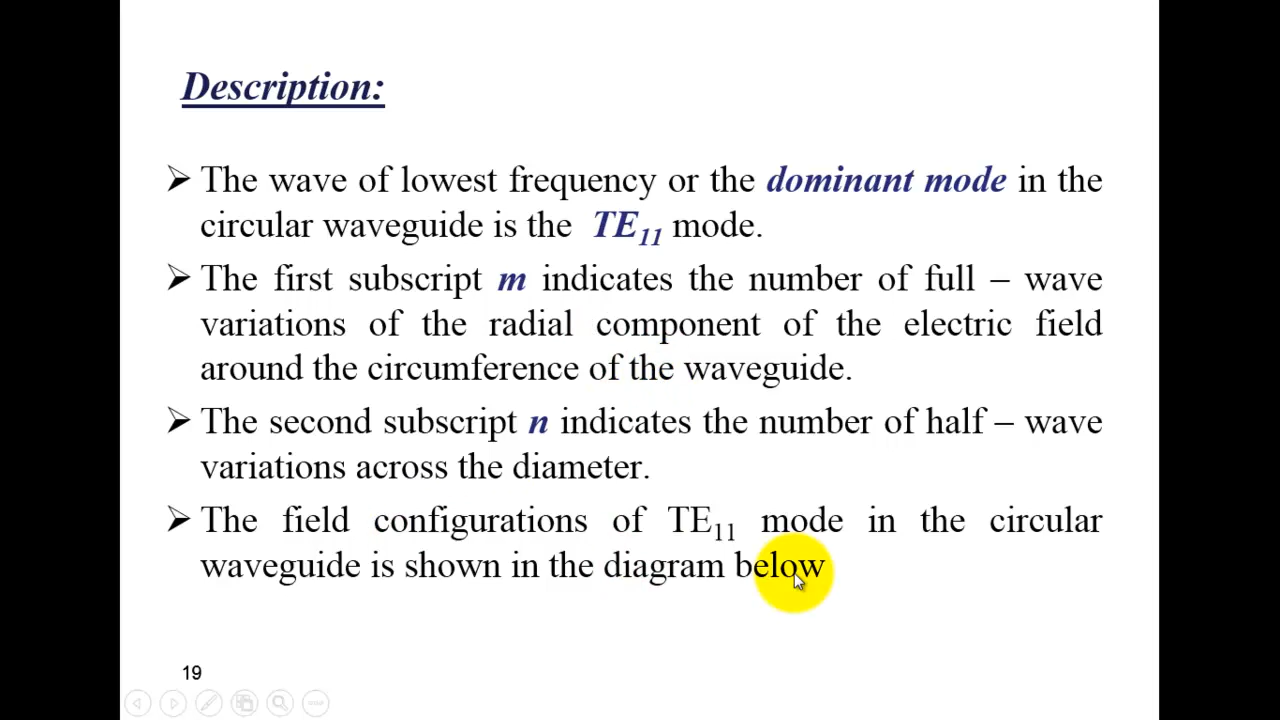 Description:
➤ The wave of lowest frequency or the dominant mode in the
circular waveguide is the TE11 mode.
➤ The first subscript m indicates the number of full – wave
variations of the radial component of the electric field
around the circumference of the waveguide.
➤ The second subscript n indicates the number of half – wave
variations across the diameter.
➤ The field configurations of TE11 mode in the circular
waveguide is shown in the diagram below
19